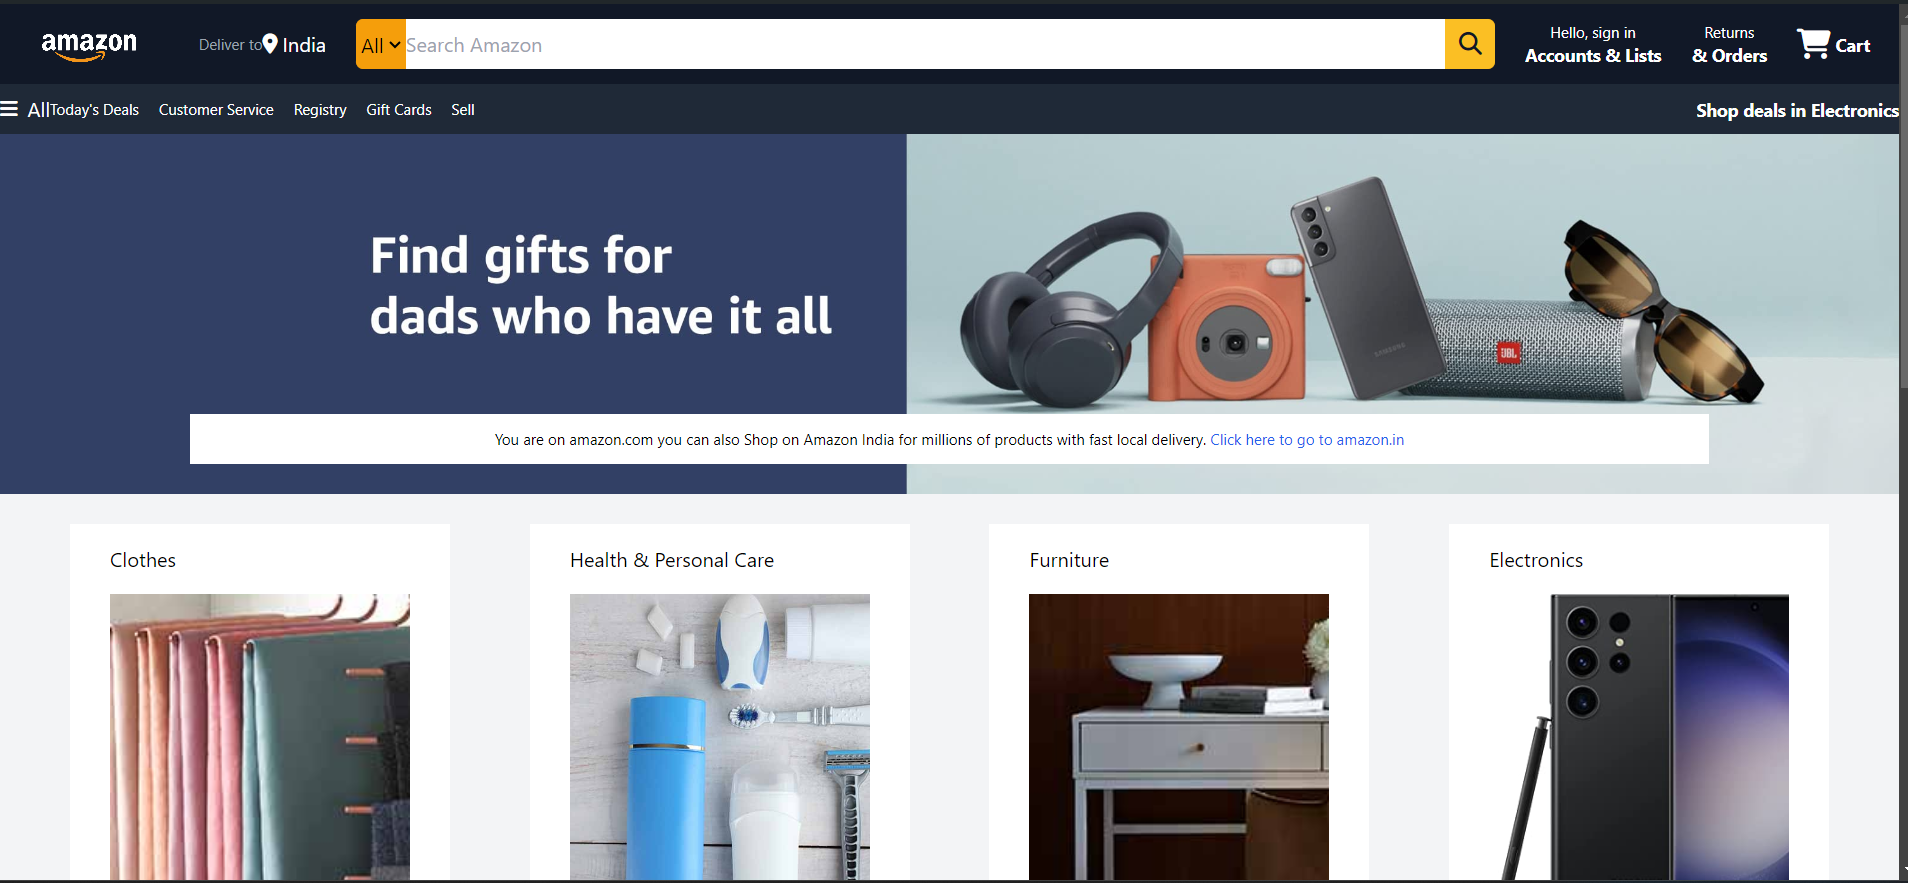 amazon
Deliver to India
All Search Amazon
Hello, sign in
Accounts & Lists
Returns
& Orders
Cart
All Today's Deals Customer Service Registry Gift Cards Sell
Shop deals in Electronics
Find gifts for
dads who have it all
SAMSUNG
JBL
You are on amazon.com you can also Shop on Amazon India for millions of products with fast local delivery. Click here to go to amazon.in
Clothes
Health & Personal Care
Furniture
Electronics